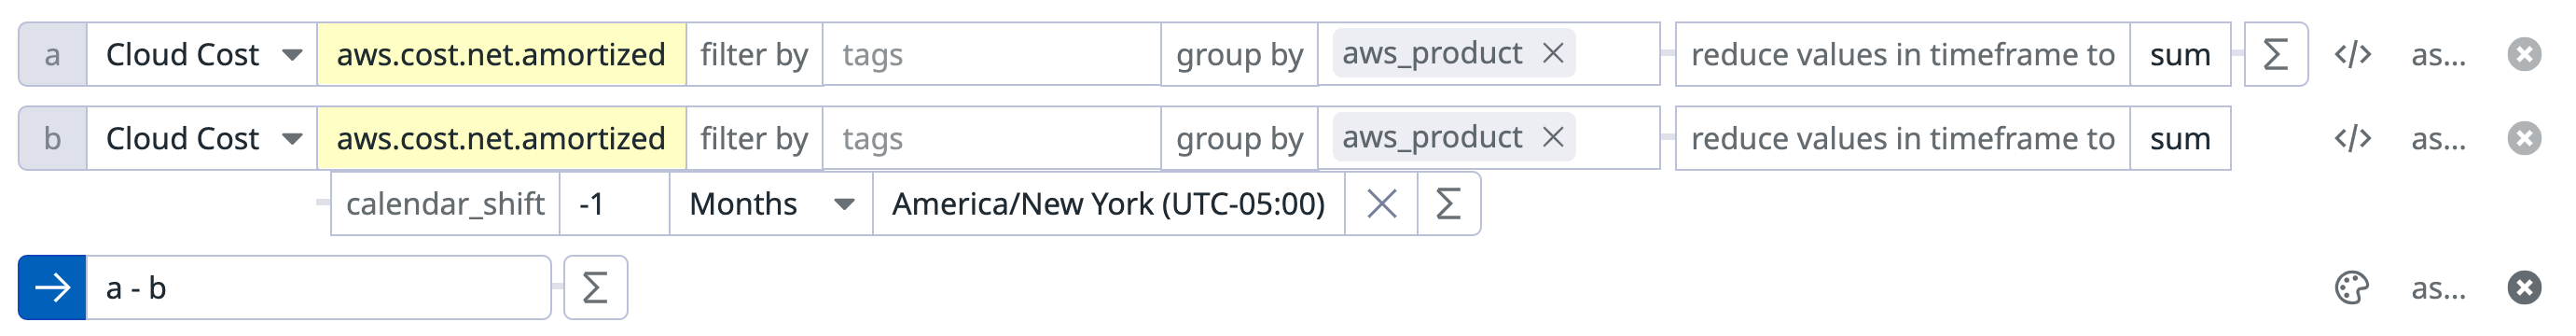 a Cloud Cost aws.cost.net.amortized filter by tags group by aws_product reduce values in timeframe to sum Σ </> as...
b Cloud Cost aws.cost.net.amortized filter by tags group by aws_product reduce values in timeframe to sum </> as...
calendar_shift -1 Months America/New York (UTC-05:00) Σ
a - b Σ as...